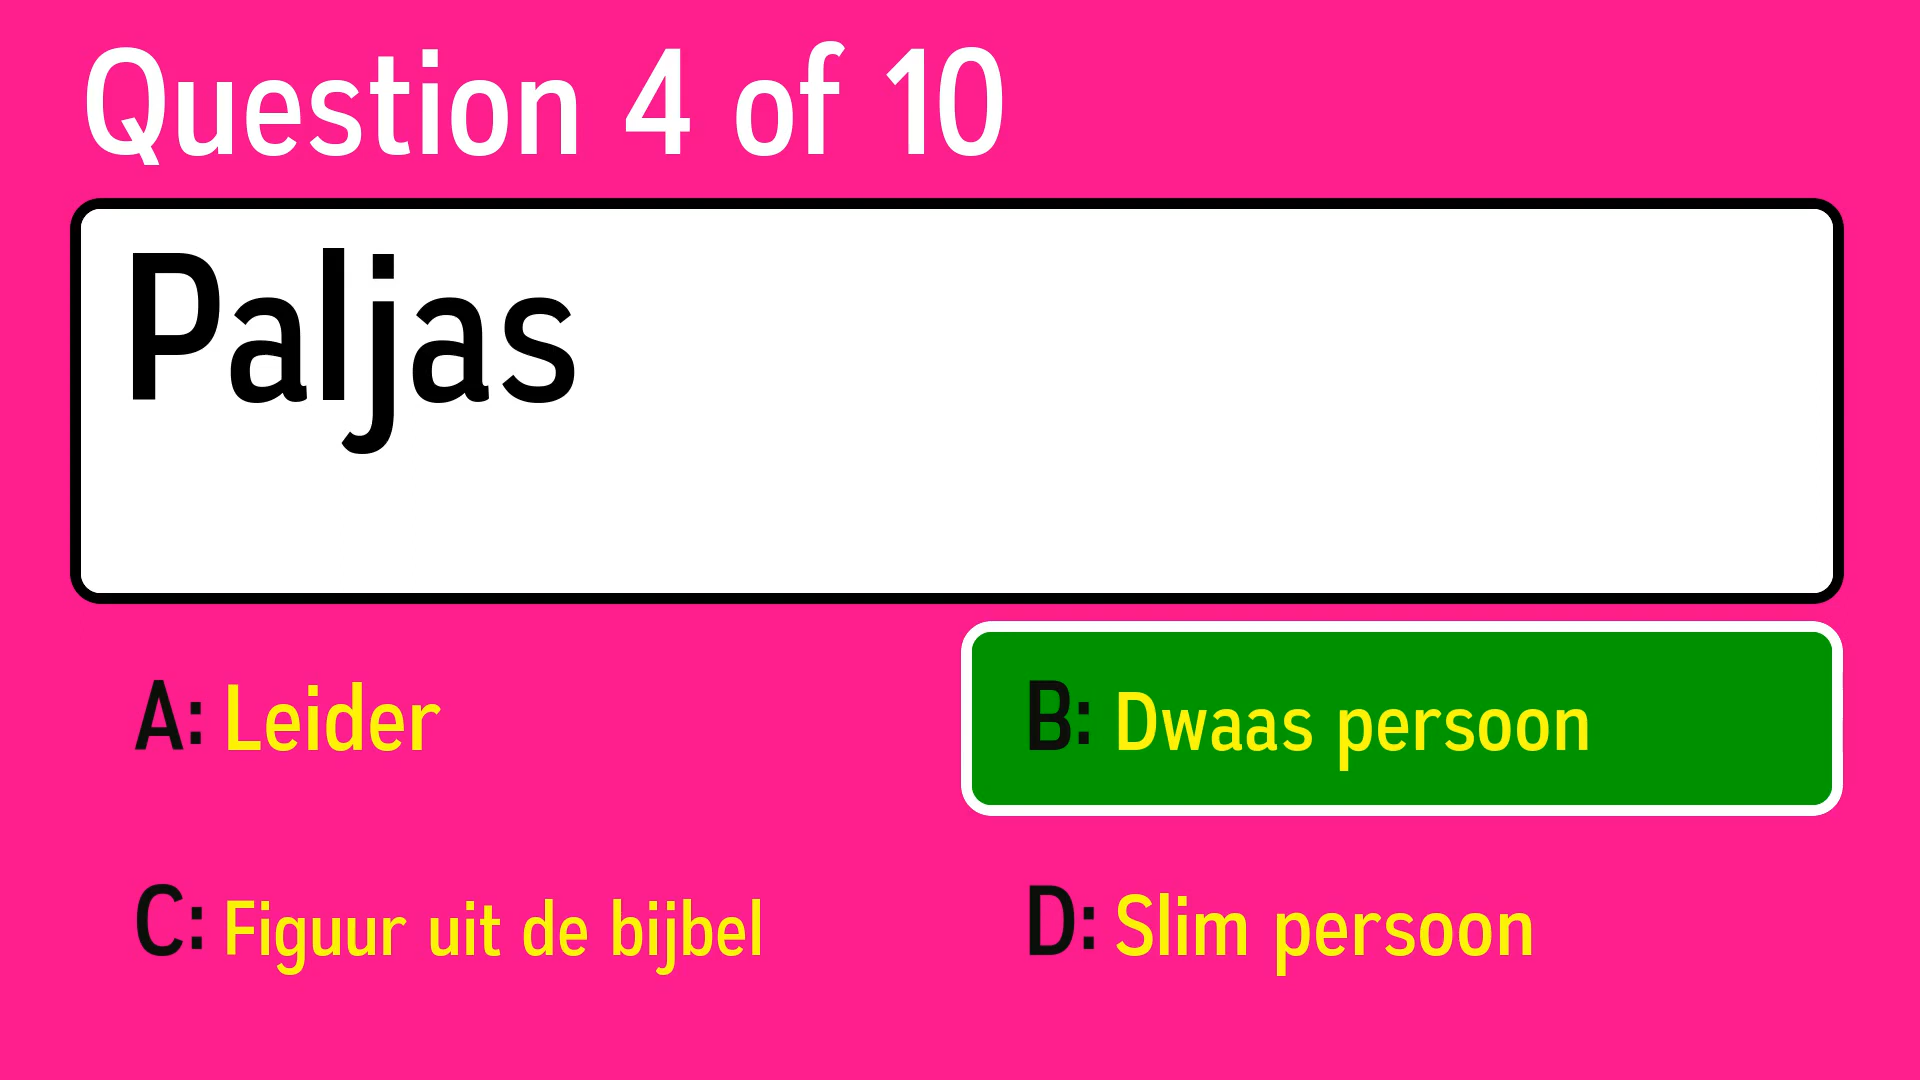 Question 4 of 10
Paljas
A: Leider
B: Dwaas persoon
C: Figuur uit de bijbel
D: Slim persoon